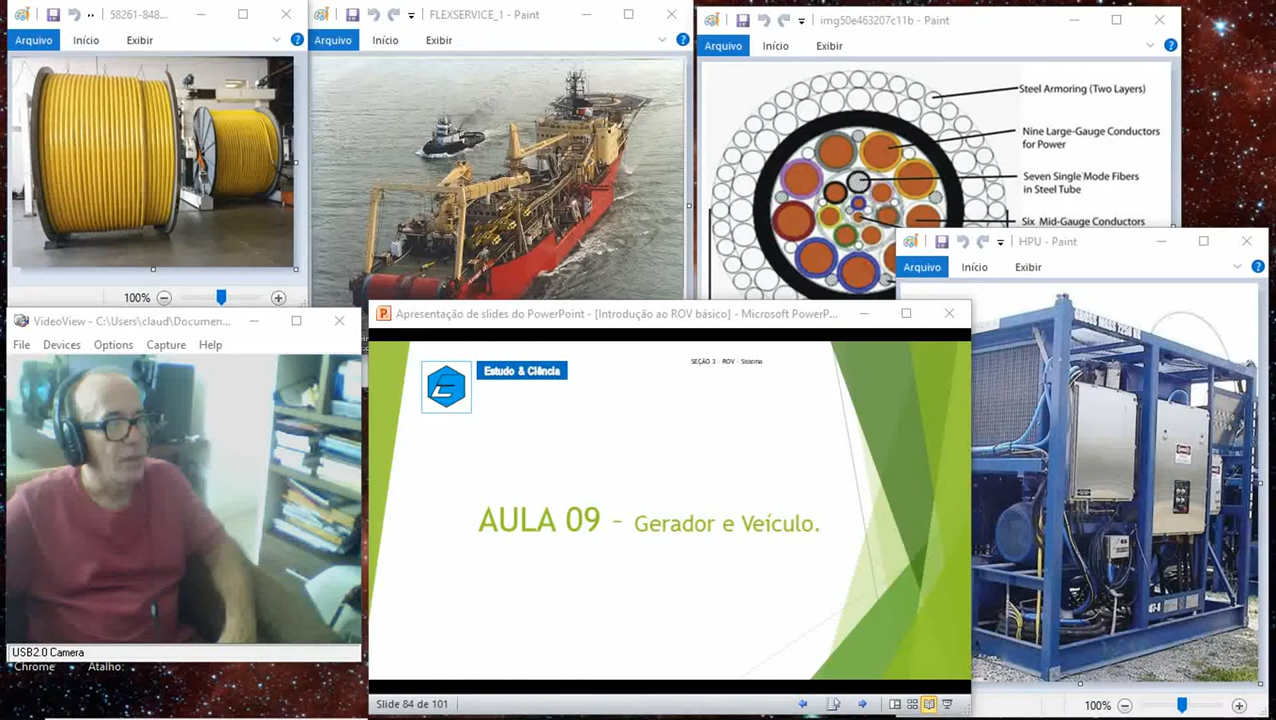 58261-848...
Arquivo
Início
Exibir
100%
FLEXSERVICE_1 - Paint
Arquivo
Início
Exibir
img50e463207c11b - Paint
Arquivo
Início
Exibir
Steel Armoring (Two Layers)
Nine Large-Gauge Conductors
for Power
Seven Single Mode Fibers
in Steel Tube
Six Mid-Gauge Conductors
HPU - Paint
Arquivo
Início
Exibir
100%
VideoView - C:\Users\claud\Documen...
File
Devices
Options
Capture
Help
USB2.0 Camera
Chrome
Atalho:
Apresentação de slides do PowerPoint - [Introdução ao ROV básico] - Microsoft PowerP...
Estudo & Ciência
SEÇÃO 3 - ROV - Sistema
AULA 09 - Gerador e Veículo.
Slide 84 de 101